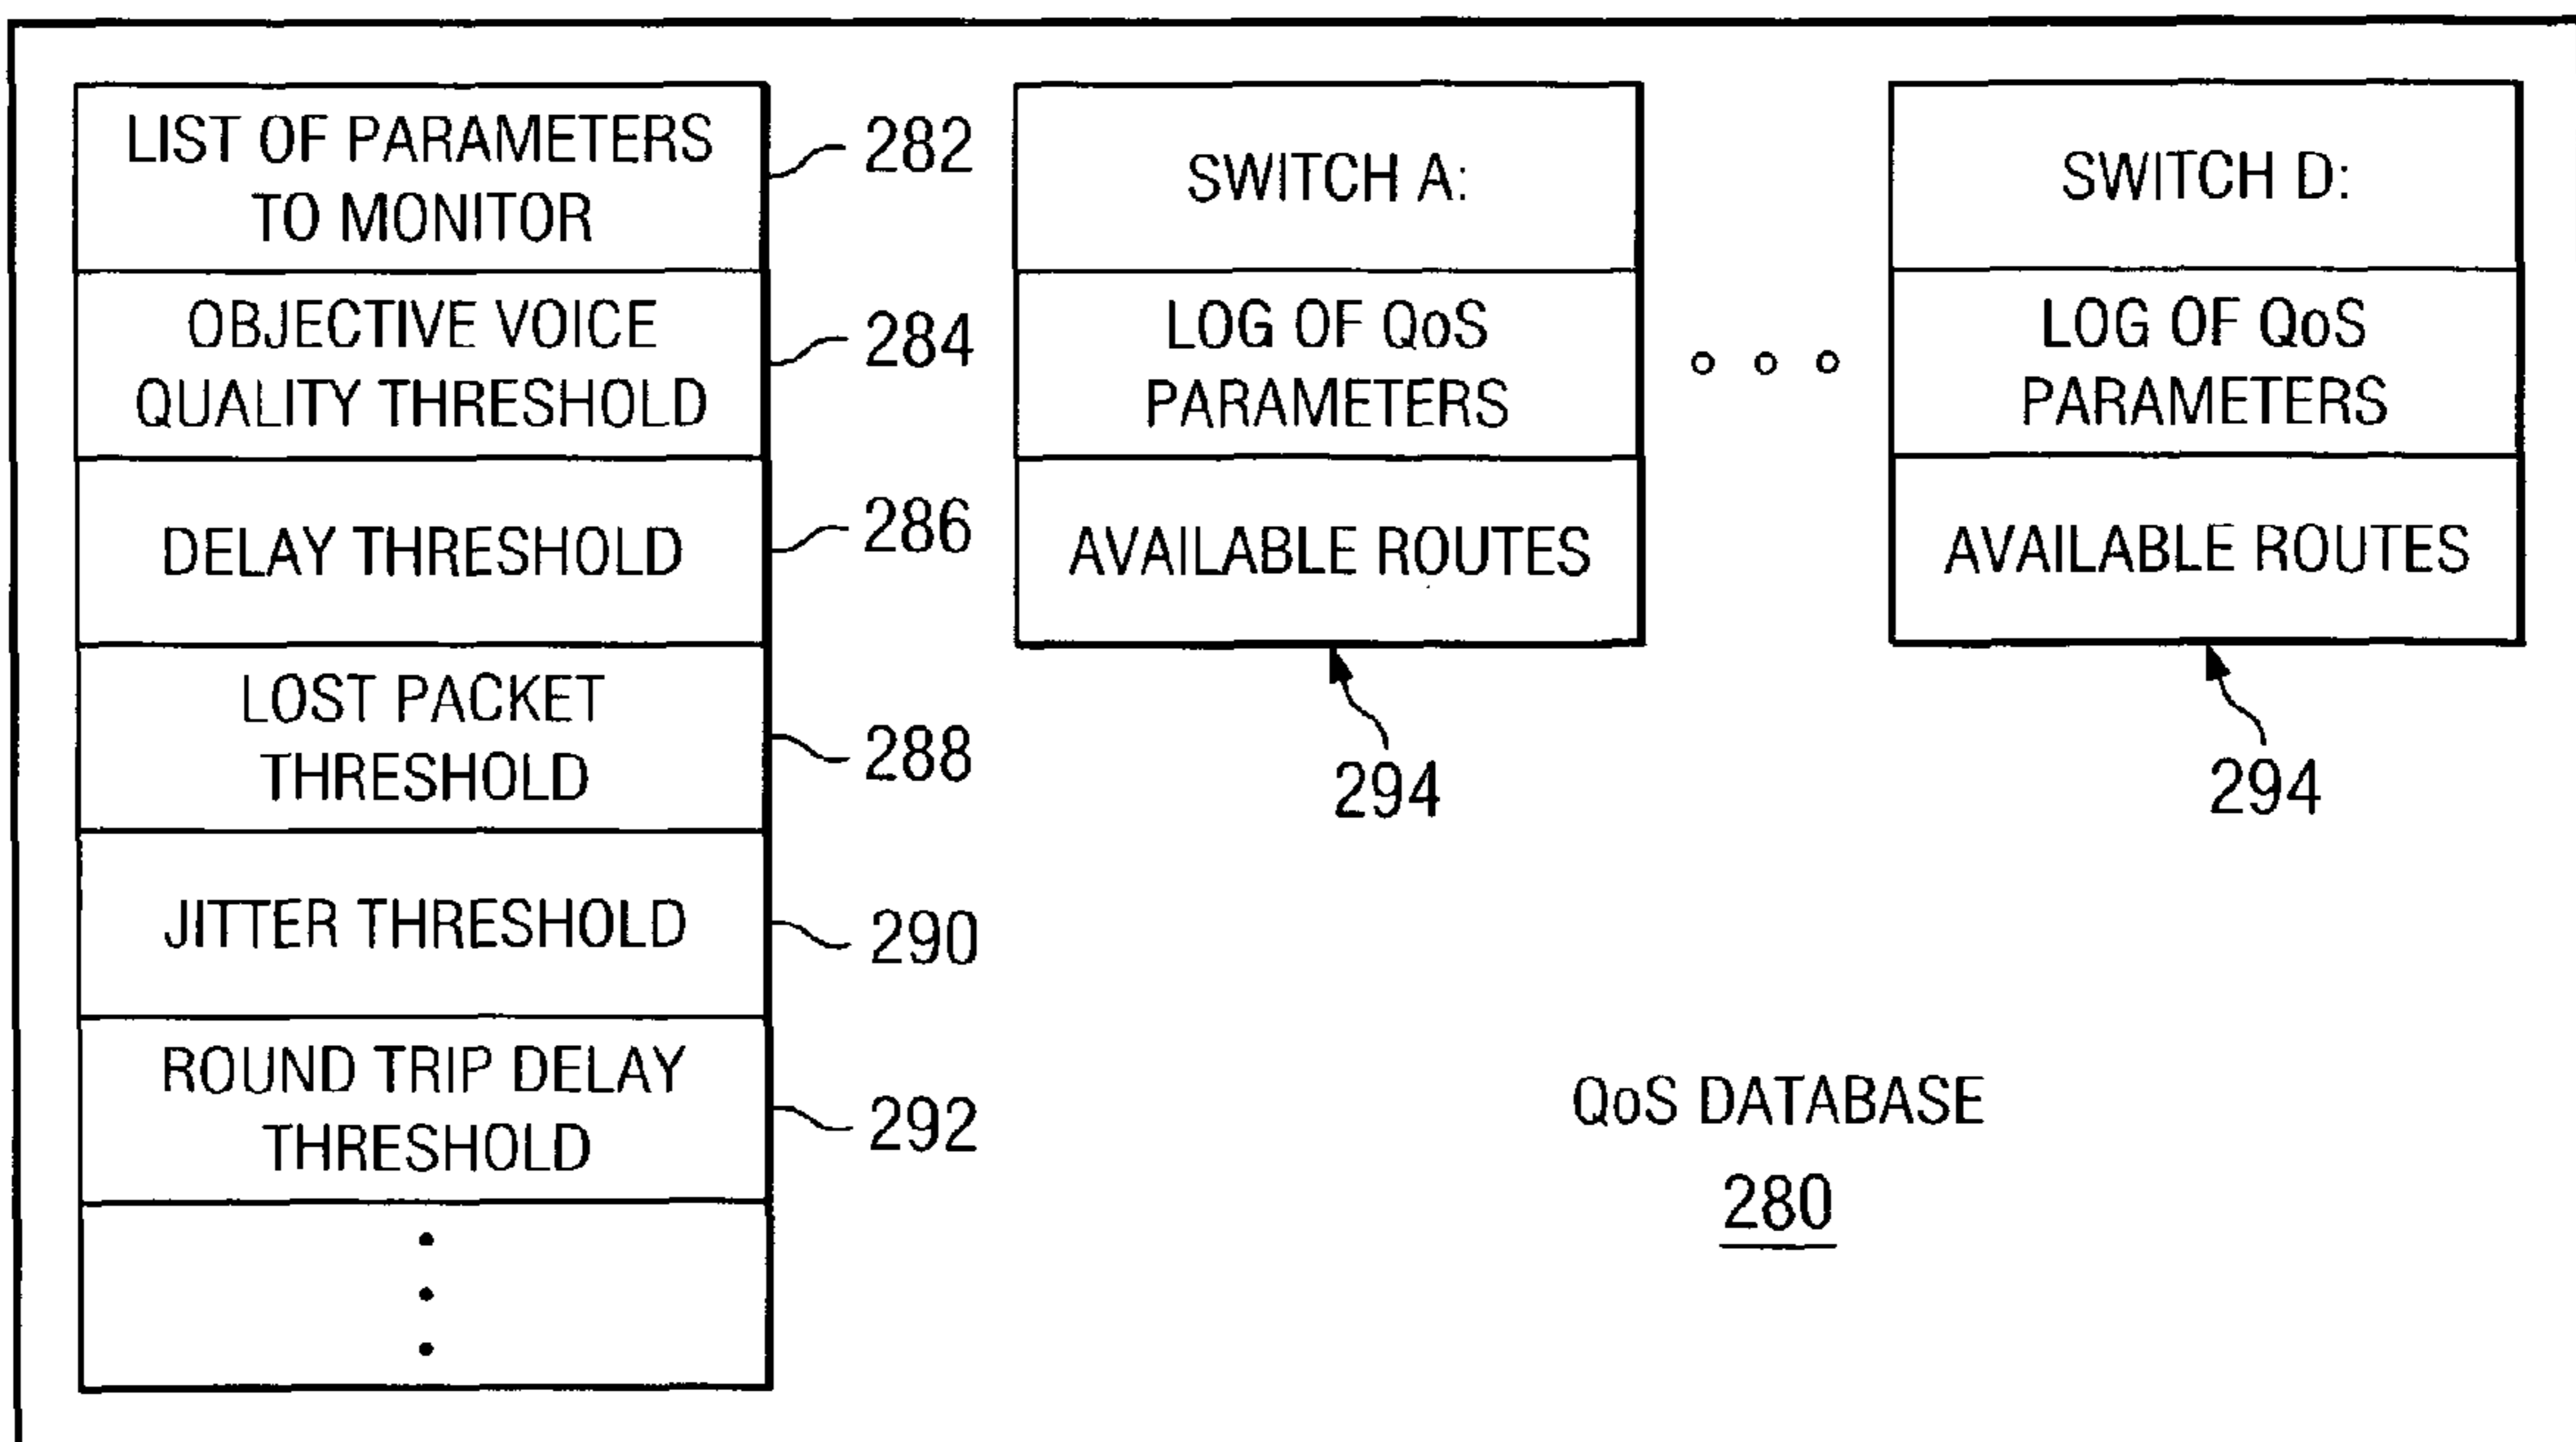 LIST OF PARAMETERS
TO MONITOR
282
OBJECTIVE VOICE
QUALITY THRESHOLD
284
DELAY THRESHOLD
286
LOST PACKET
THRESHOLD
288
JITTER THRESHOLD
290
ROUND TRIP DELAY
THRESHOLD
292
SWITCH A:
LOG OF QoS
PARAMETERS
AVAILABLE ROUTES
294
SWITCH D:
LOG OF QoS
PARAMETERS
AVAILABLE ROUTES
294
QoS DATABASE
280